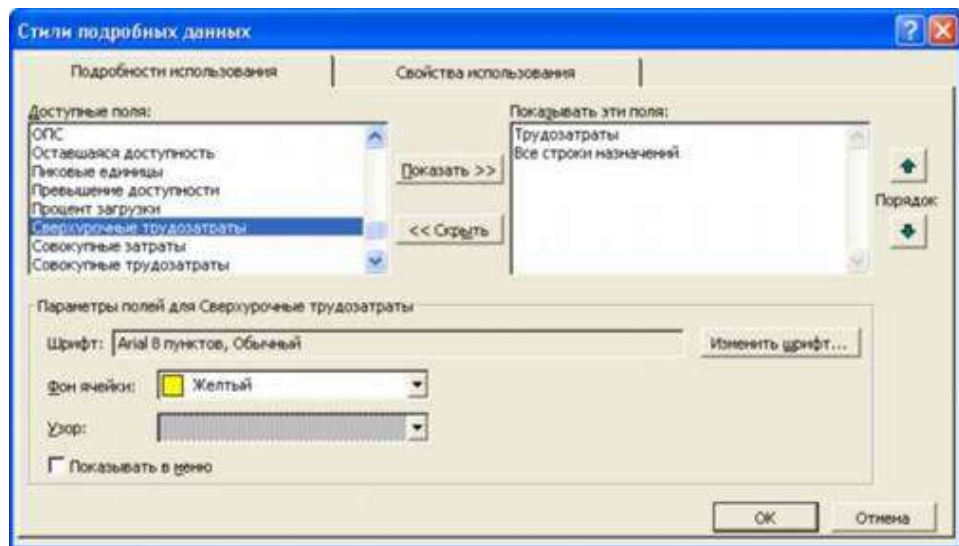 Стили подробных данных
Подробности использования
Свойства использования
Доступные поля:
ОПС
Оставшаяся доступность
Пиковые единицы
Превышение доступности
Процент загрузки
Сверхурочные трудозатраты
Совокупные затраты
Совокупные трудозатраты
Показать >>
<< Скрыть
Показывать эти поля:
Трудозатраты
Все строки назначений
Порядок
Параметры полей для Сверхурочные трудозатраты
Шрифт: Arial 8 пунктов, Обычный
Изменить шрифт...
Фон ячейки: Желтый
Узор:
Показывать в меню
ОК
Отмена